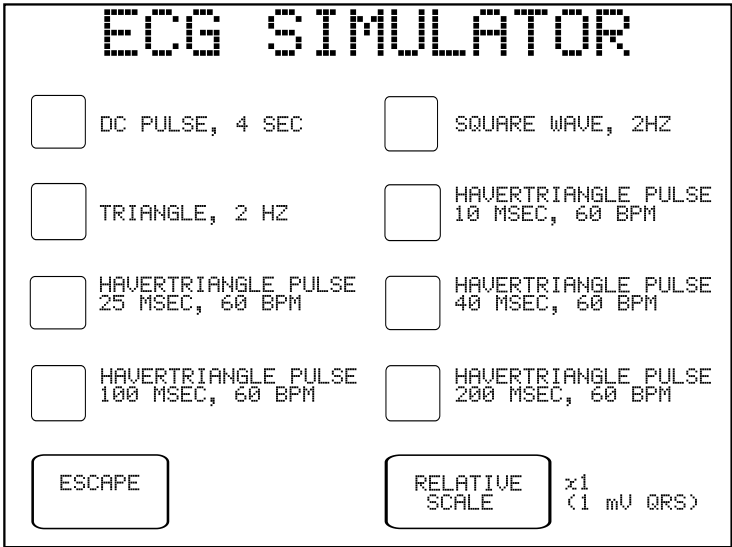 ECG SIMULATOR
DC PULSE, 4 SEC
SQUARE WAVE, 2HZ
TRIANGLE, 2 HZ
HAVERTRIANGLE PULSE
10 MSEC, 60 BPM
HAVERTRIANGLE PULSE
25 MSEC, 60 BPM
HAVERTRIANGLE PULSE
40 MSEC, 60 BPM
HAVERTRIANGLE PULSE
100 MSEC, 60 BPM
HAVERTRIANGLE PULSE
200 MSEC, 60 BPM
ESCAPE
RELATIVE
SCALE
x1
(1 mV QRS)